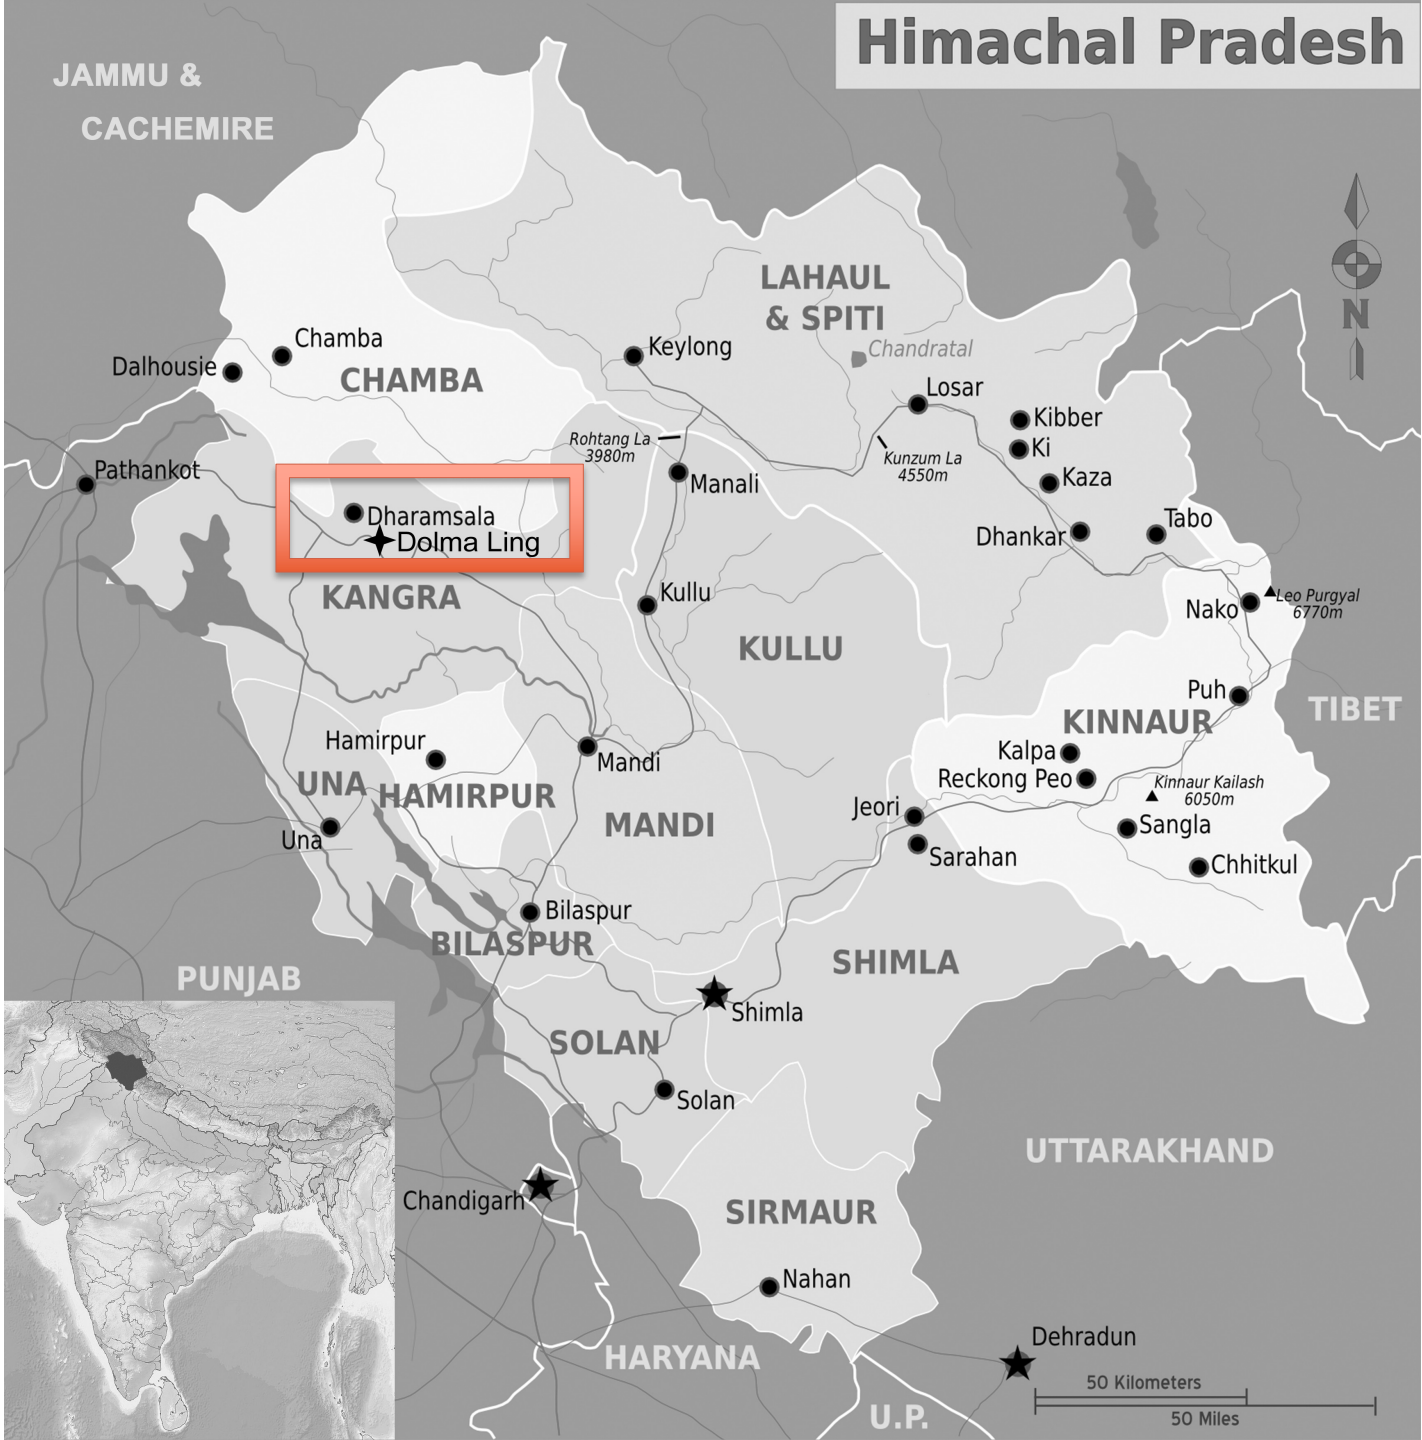 Himachal Pradesh
JAMMU &
CACHEMIRE
LAHAUL
& SPITI
N
Chamba
Dalhousie
CHAMBA
Keylong
Chandratal
Losar
Kibber
Ki
Rohtang La
3980m
Kunzum La
4550m
Pathankot
Manali
Kaza
Dharamsala
Dolma Ling
Dhankar
Tabo
KANGRA
Kullu
Nako
Leo Purgyal
6770m
KULLU
Puh
TIBET
KINNAUR
Hamirpur
Mandi
Kalpa
Reckong Peo
UNA
HAMIRPUR
Kinnaur Kailash
6050m
MANDI
Jeori
Sangla
Una
Sarahan
Chhitkul
Bilaspur
BILASPUR
SHIMLA
PUNJAB
Shimla
SOLAN
Solan
UTTARAKHAND
Chandigarh
SIRMAUR
Nahan
HARYANA
Dehradun
50 Kilometers
U.P.
50 Miles